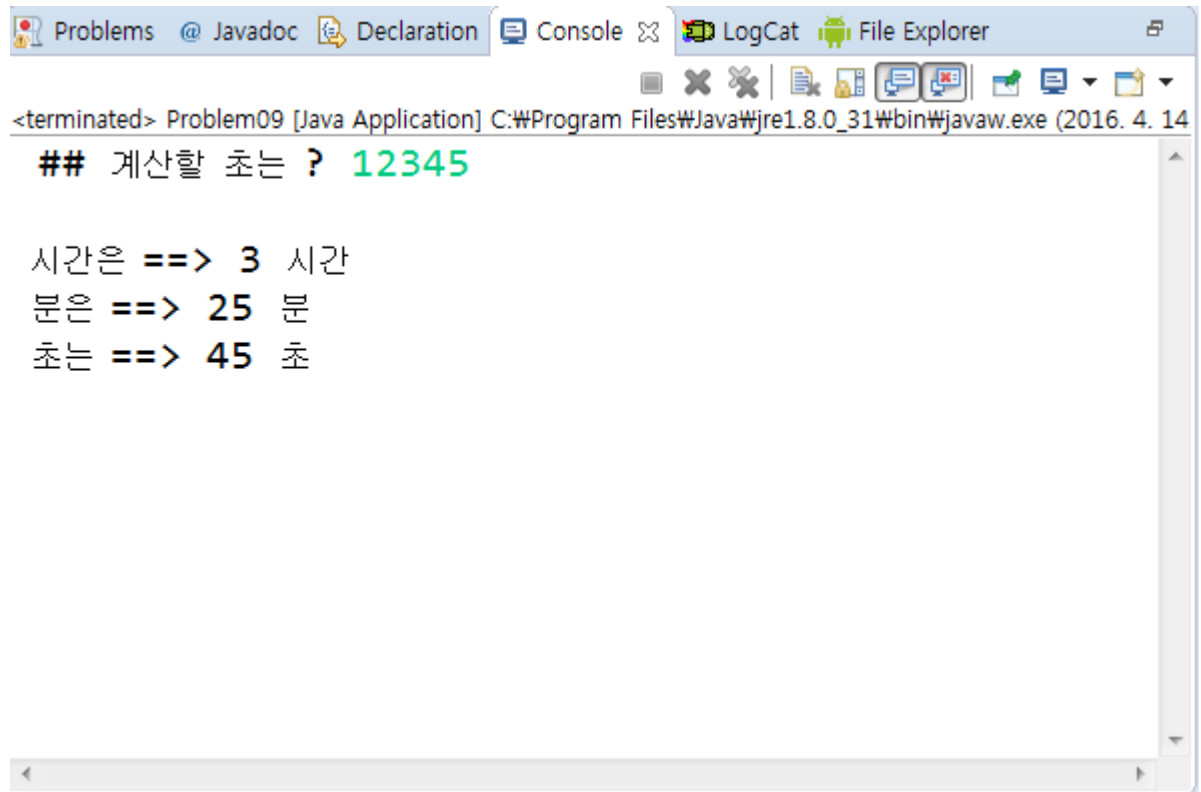 Problems @ Javadoc Declaration Console LogCat File Explorer
<terminated> Problem09 [Java Application] C:₩Program Files₩Java₩jre1.8.0_31₩bin₩javaw.exe (2016. 4. 14
## 계산할 초는 ? 12345
시간은 ==> 3 시간
분은 ==> 25 분
초는 ==> 45 초